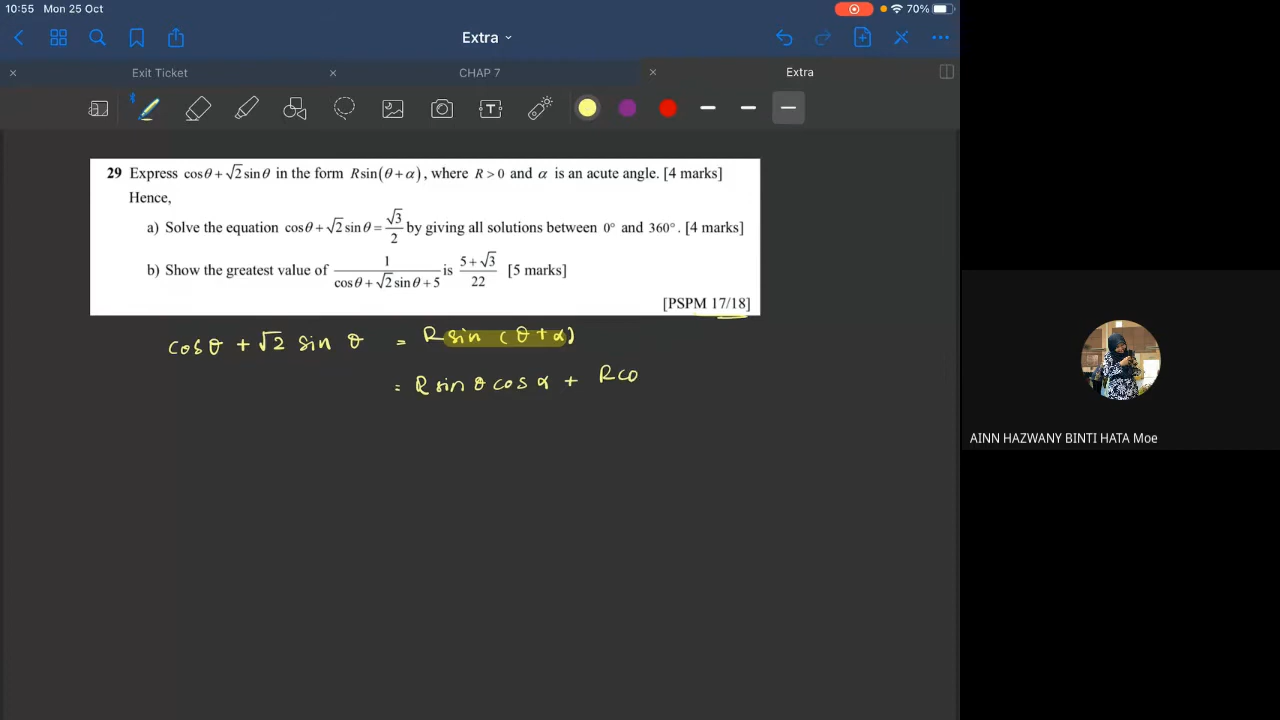 10:55 Mon 25 Oct 70%
Extra
Exit Ticket CHAP 7 Extra
29 Express cosθ + √2 sinθ in the form R sin(θ + α), where R > 0 and α is an acute angle. [4 marks]
Hence,
a) Solve the equation cosθ + √2 sinθ = √3/2 by giving all solutions between 0° and 360°. [4 marks]
b) Show the greatest value of 1/(cosθ + √2 sinθ + 5) is (5 + √3)/22 [5 marks]
[PSPM 17/18]
cosθ + √2 sin θ = R sin (θ + α)
= R sin θ cos α + R co
AINN HAZWANY BINTI HATA Moe